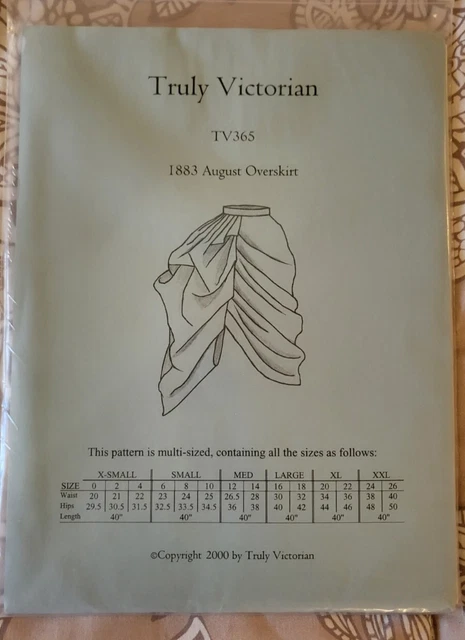 Truly Victorian
TV365
1883 August Overskirt
This pattern is multi-sized, containing all the sizes as follows:
X-SMALL SMALL MED LARGE XL XXL
SIZE 0 2 4 6 8 10 12 14 16 18 20 22 24 26
Waist 20 21 22 23 24 25 26.5 28 30 32 34 36 38 40
Hips 29.5 30.5 31.5 32.5 33.5 34.5 36 38 40 42 44 46 48 50
Length 40" 40" 40" 40" 40" 40"
©Copyright 2000 by Truly Victorian